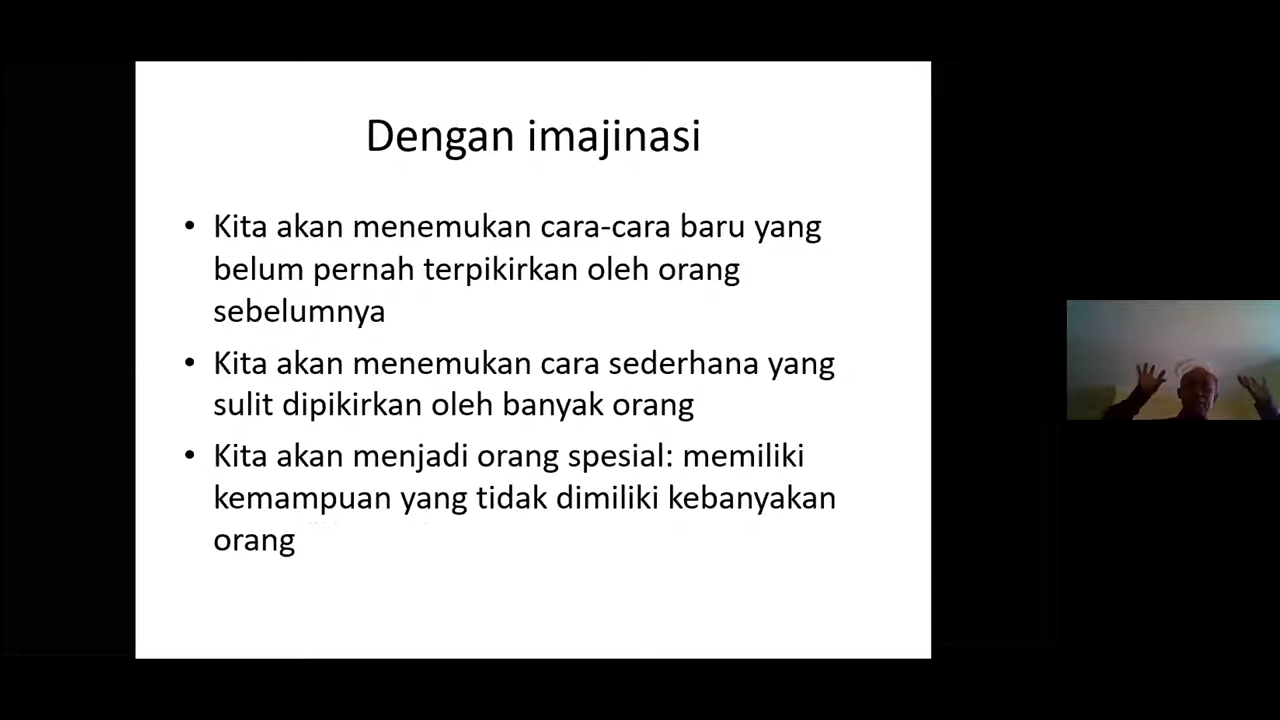 Dengan imajinasi
• Kita akan menemukan cara-cara baru yang
belum pernah terpikirkan oleh orang
sebelumnya
• Kita akan menemukan cara sederhana yang
sulit dipikirkan oleh banyak orang
• Kita akan menjadi orang spesial: memiliki
kemampuan yang tidak dimiliki kebanyakan
orang